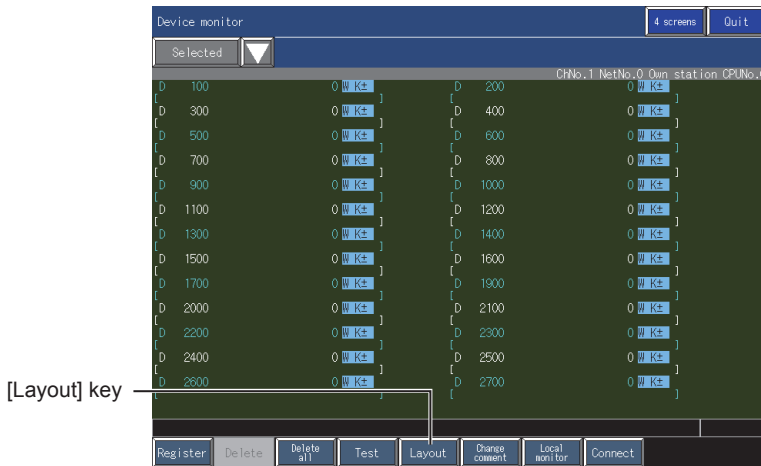 Device monitor 4 screens Quit
Selected
ChNo.1 NetNo.0 Own station CPUNo.
D 100 0 W K± D 200 0 W K±
[ ] [ ]
D 300 0 W K± D 400 0 W K±
[ ] [ ]
D 500 0 W K± D 600 0 W K±
[ ] [ ]
D 700 0 W K± D 800 0 W K±
[ ] [ ]
D 900 0 W K± D 1000 0 W K±
[ ] [ ]
D 1100 0 W K± D 1200 0 W K±
[ ] [ ]
D 1300 0 W K± D 1400 0 W K±
[ ] [ ]
D 1500 0 W K± D 1600 0 W K±
[ ] [ ]
D 1700 0 W K± D 1900 0 W K±
[ ] [ ]
D 2000 0 W K± D 2100 0 W K±
[ ] [ ]
D 2200 0 W K± D 2300 0 W K±
[ ] [ ]
D 2400 0 W K± D 2500 0 W K±
[ ] [ ]
D 2600 0 W K± D 2700 0 W K±
[ ] [ ]
[Layout] key
Register Delete Delete all Test Layout Change comment Local monitor Connect